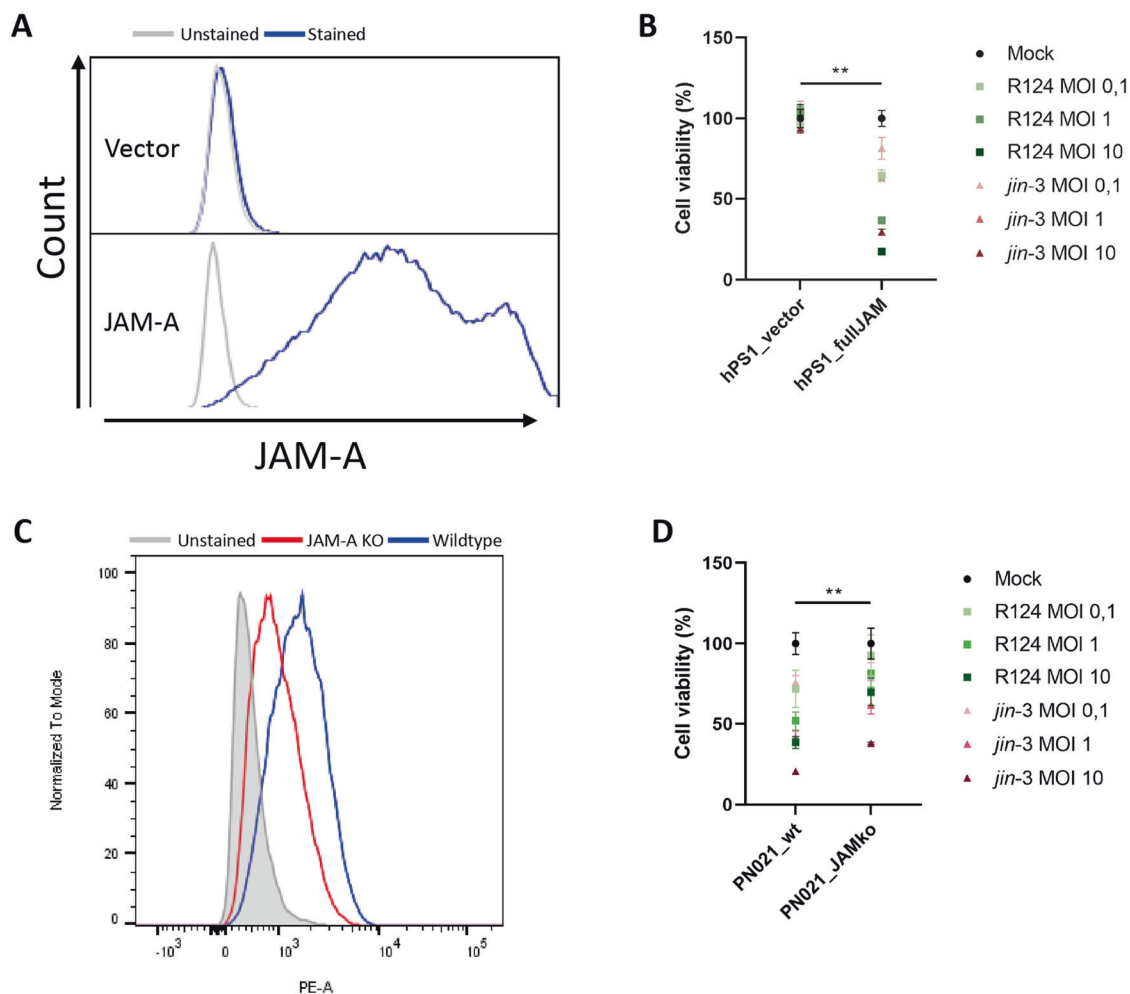 A
Unstained Stained
Vector
JAM-A
Count
JAM-A
B
150
100
50
0
Cell viability (%)
**
hPS1_vector
hPS1_fullJAM
Mock
R124 MOI 0,1
R124 MOI 1
R124 MOI 10
jin-3 MOI 0,1
jin-3 MOI 1
jin-3 MOI 10
C
Unstained JAM-A KO Wildtype
100
80
60
40
20
0
Normalized To Mode
-10³ 0 10³ 10⁴ 10⁵
PE-A
D
150
100
50
0
Cell viability (%)
**
PN021_wt
PN021_JAMko
Mock
R124 MOI 0,1
R124 MOI 1
R124 MOI 10
jin-3 MOI 0,1
jin-3 MOI 1
jin-3 MOI 10